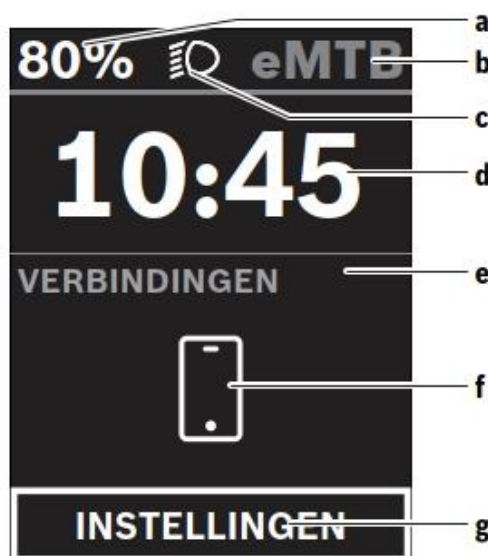 80% eMTB
10:45
VERBINDINGEN
INSTELLINGEN
a
b
c
d
e
f
g